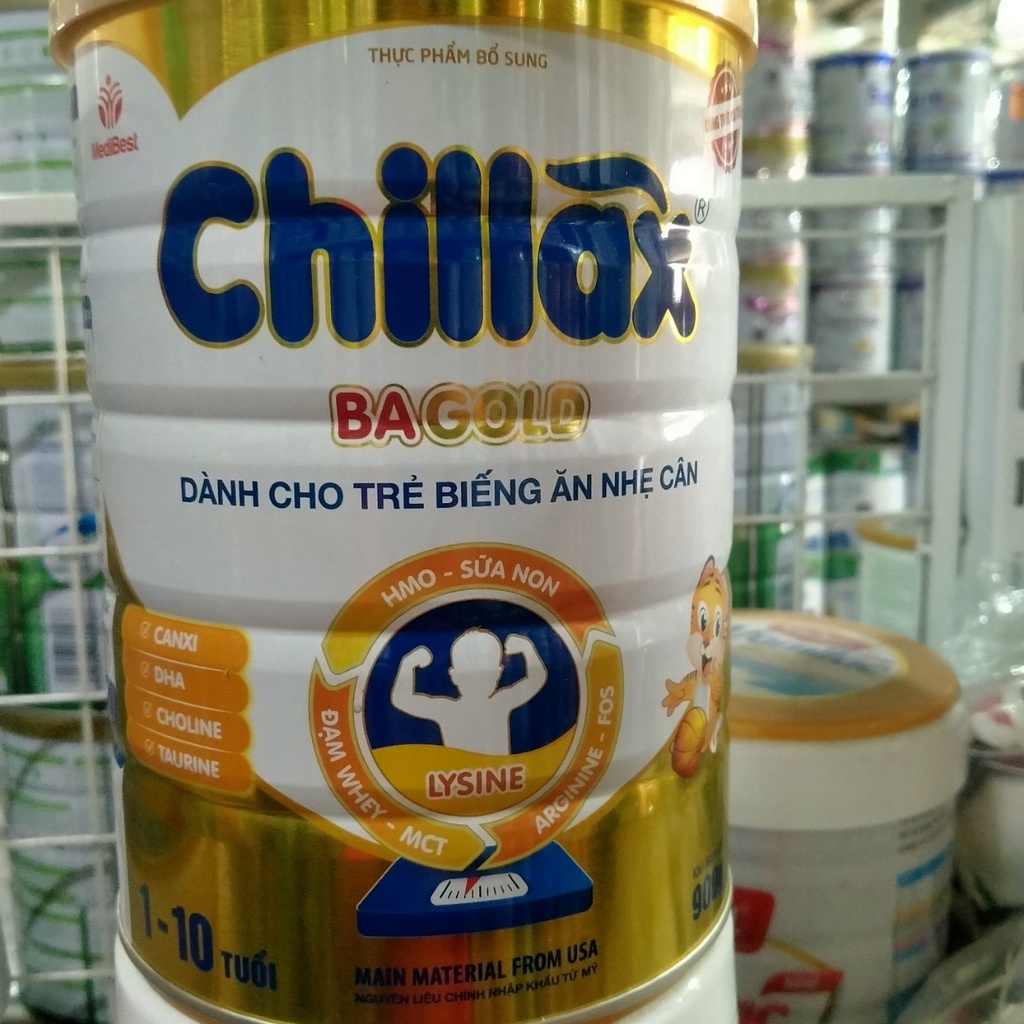 THỰC PHẨM BỔ SUNG
MediBest
Chillax®
BA GOLD
DÀNH CHO TRẺ BIẾNG ĂN NHẸ CÂN
HMO - SỮA NON
CANXI
DHA
CHOLINE
TAURINE
ĐẠM WHEY - MCT
ARGININE - FOS
LYSINE
1-10 TUỔI
900
MAIN MATERIAL FROM USA
NGUYÊN LIỆU CHÍNH NHẬP KHẨU TỪ MỸ